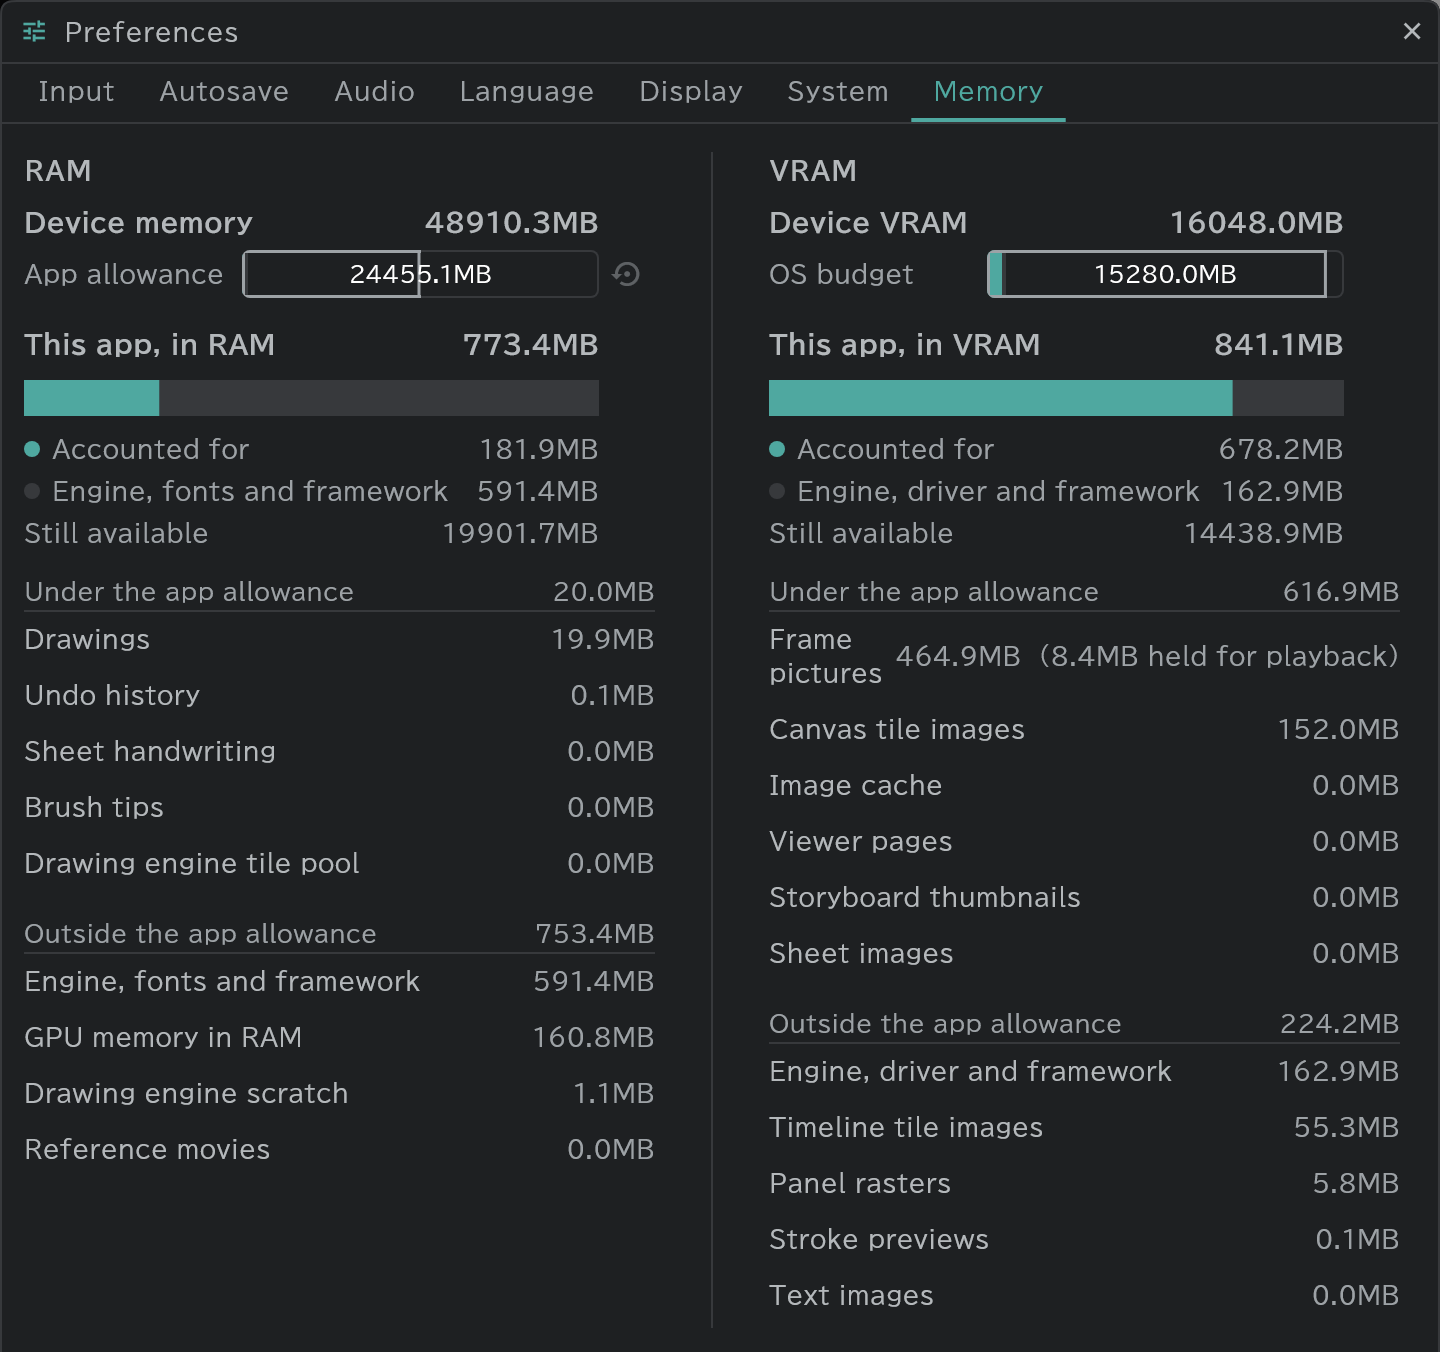 Preferences
Input Autosave Audio Language Display System Memory
RAM
Device memory 48910.3MB
App allowance 24455.1MB
This app, in RAM 773.4MB
Accounted for 181.9MB
Engine, fonts and framework 591.4MB
Still available 19901.7MB
Under the app allowance 20.0MB
Drawings 19.9MB
Undo history 0.1MB
Sheet handwriting 0.0MB
Brush tips 0.0MB
Drawing engine tile pool 0.0MB
Outside the app allowance 753.4MB
Engine, fonts and framework 591.4MB
GPU memory in RAM 160.8MB
Drawing engine scratch 1.1MB
Reference movies 0.0MB
VRAM
Device VRAM 16048.0MB
OS budget 15280.0MB
This app, in VRAM 841.1MB
Accounted for 678.2MB
Engine, driver and framework 162.9MB
Still available 14438.9MB
Under the app allowance 616.9MB
Frame
pictures 464.9MB (8.4MB held for playback)
Canvas tile images 152.0MB
Image cache 0.0MB
Viewer pages 0.0MB
Storyboard thumbnails 0.0MB
Sheet images 0.0MB
Outside the app allowance 224.2MB
Engine, driver and framework 162.9MB
Timeline tile images 55.3MB
Panel rasters 5.8MB
Stroke previews 0.1MB
Text images 0.0MB